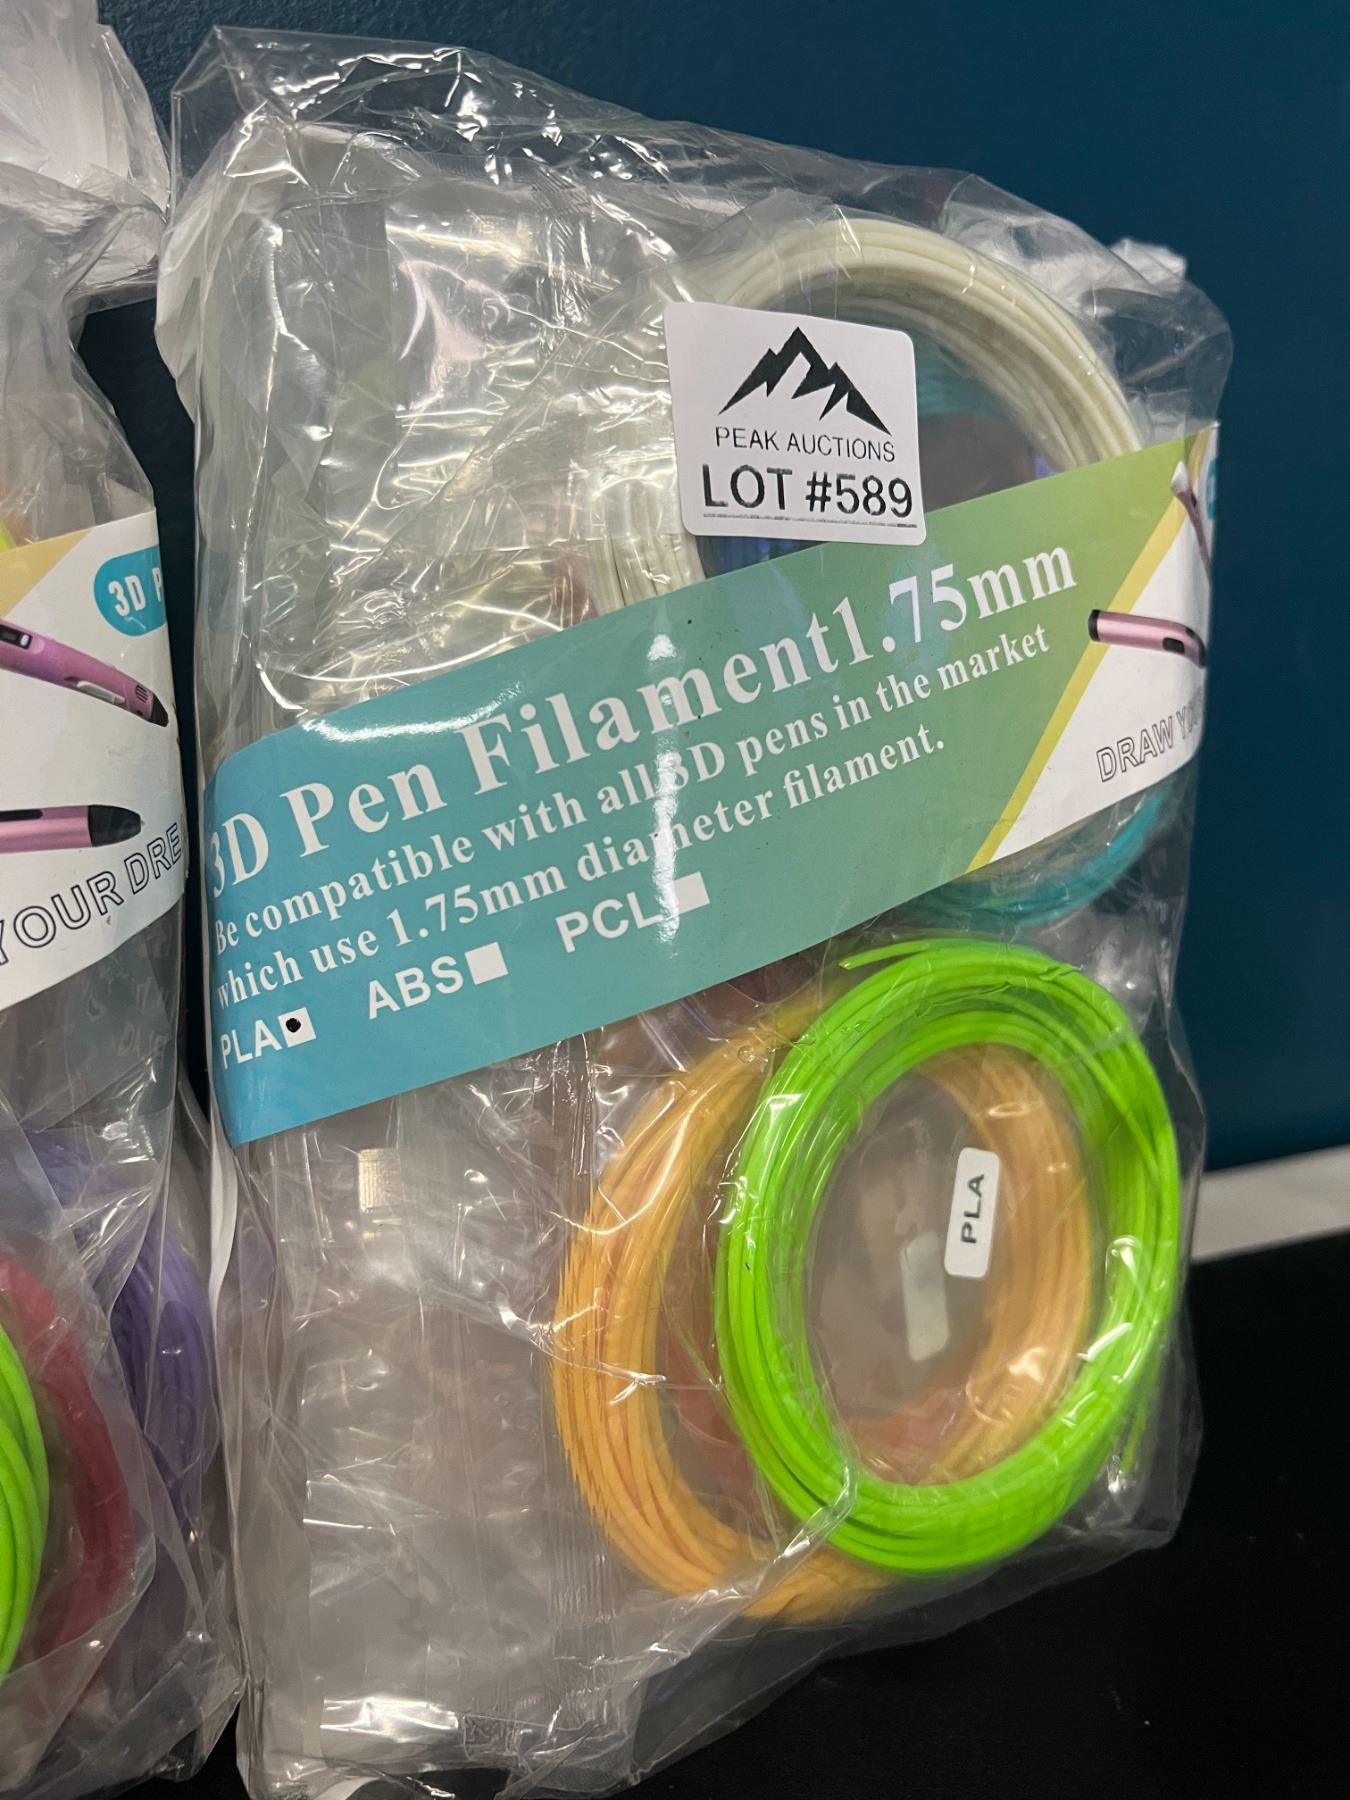 PEAK AUCTIONS
LOT #589
3D Pen Filament1.75mm
Be compatible with all 3D pens in the market
which use 1.75mm diameter filament.
PLA ABS PCL
DRAW
PLA
3D P
YOUR DRE